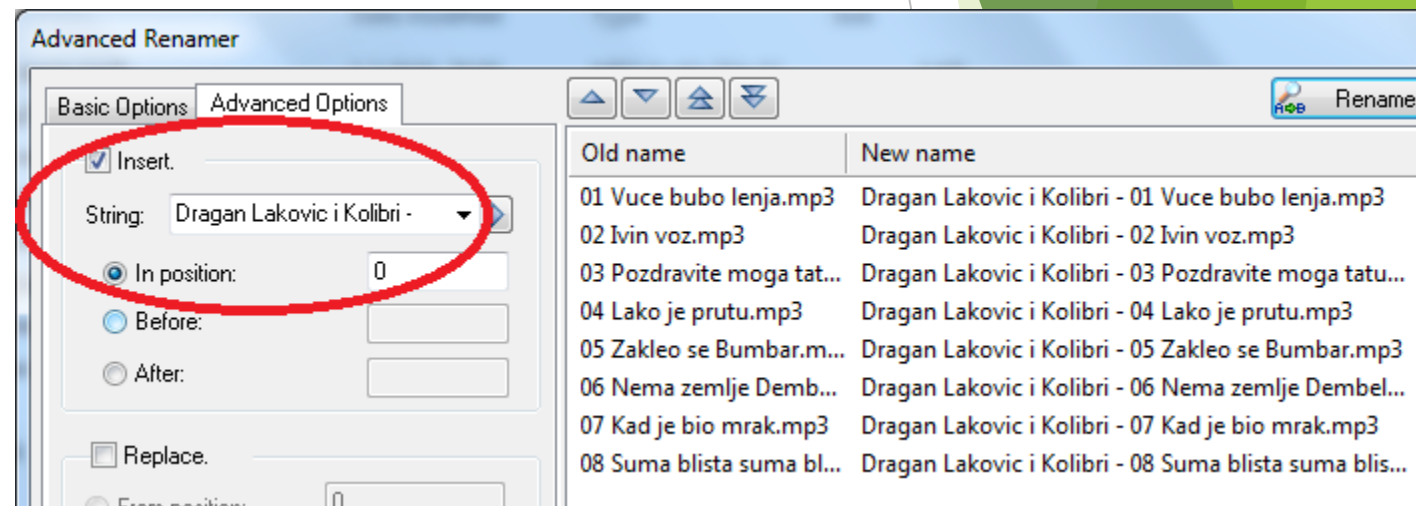 Advanced Renamer
Basic Options Advanced Options
Rename
Insert.
String: Dragan Lakovic i Kolibri -
In position: 0
Before:
After:
Replace.
From position: 0
Old name New name
01 Vuce bubo lenja.mp3 Dragan Lakovic i Kolibri - 01 Vuce bubo lenja.mp3
02 Ivin voz.mp3 Dragan Lakovic i Kolibri - 02 Ivin voz.mp3
03 Pozdravite moga tat... Dragan Lakovic i Kolibri - 03 Pozdravite moga tatu...
04 Lako je prutu.mp3 Dragan Lakovic i Kolibri - 04 Lako je prutu.mp3
05 Zakleo se Bumbar.m... Dragan Lakovic i Kolibri - 05 Zakleo se Bumbar.mp3
06 Nema zemlje Demb... Dragan Lakovic i Kolibri - 06 Nema zemlje Dembel...
07 Kad je bio mrak.mp3 Dragan Lakovic i Kolibri - 07 Kad je bio mrak.mp3
08 Suma blista suma bl... Dragan Lakovic i Kolibri - 08 Suma blista suma blis...